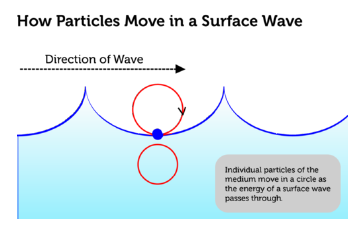 How Particles Move in a Surface Wave
Direction of Wave
Individual particles of the
medium move in a circle as
the energy of a surface wave
passes through.